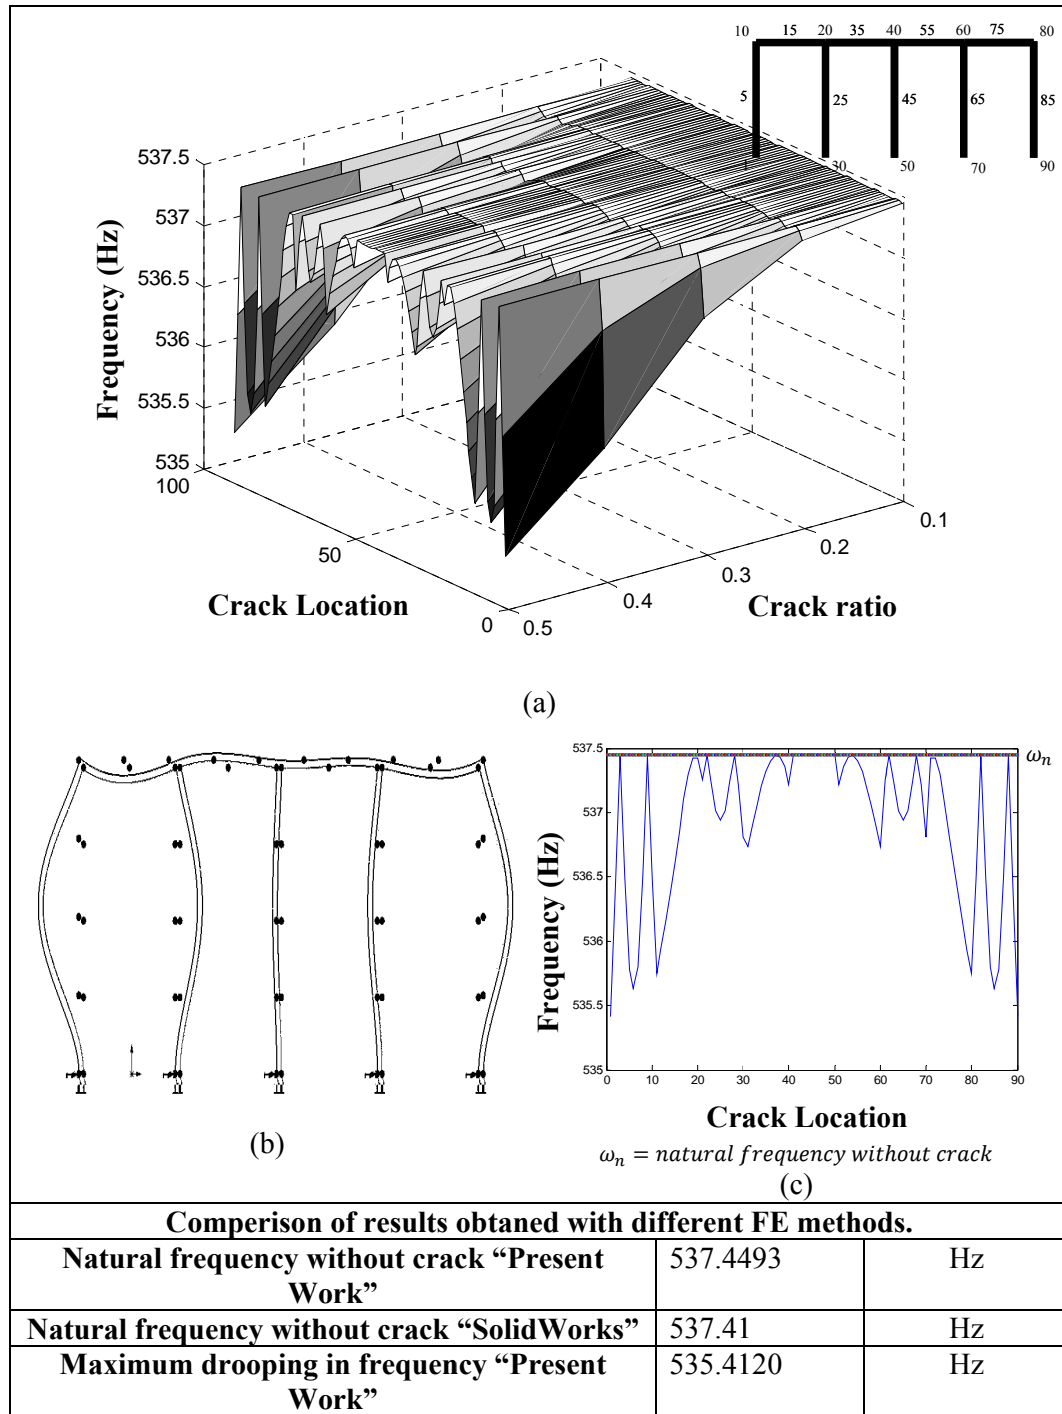 10 15 20 35 40 55 60 75 80
5 25 45 65 85
30 50 70 90
537.5
537
536.5
536
535.5
535
100
50
0
0.5
0.4
0.3
0.2
0.1
Frequency (Hz)
Crack Location
Crack ratio
(a)
537.5
537
536.5
536
535.5
535
0 10 20 30 40 50 60 70 80 90
ωn
Frequency (Hz)
Crack Location
(b)
ωn = natural frequency without crack
(c)
Comperison of results obtaned with different FE methods.
Natural frequency without crack “Present
Work” 537.4493 Hz
Natural frequency without crack “SolidWorks” 537.41 Hz
Maximum drooping in frequency “Present
Work” 535.4120 Hz